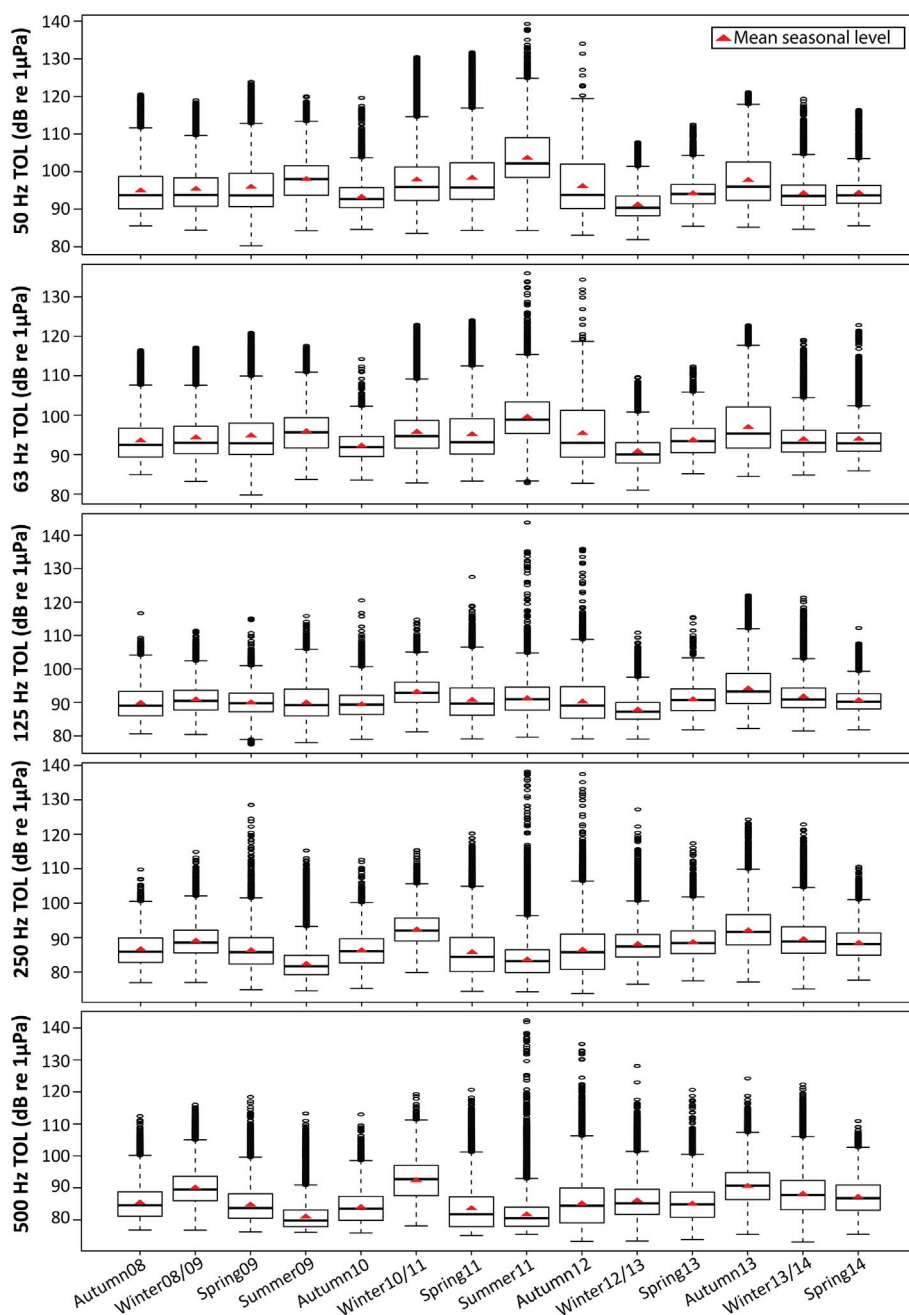 Mean seasonal level
50 Hz TOL (dB re 1µPa)
140
130
120
110
100
90
80
63 Hz TOL (dB re 1µPa)
130
120
110
100
90
80
125 Hz TOL (dB re 1µPa)
140
130
120
110
100
90
80
250 Hz TOL (dB re 1µPa)
140
130
120
110
100
90
80
500 Hz TOL (dB re 1µPa)
140
130
120
110
100
90
80
Autumn08
Winter08/09
Spring09
Summer09
Autumn10
Winter10/11
Spring11
Summer11
Autumn12
Winter12/13
Spring13
Autumn13
Winter13/14
Spring14